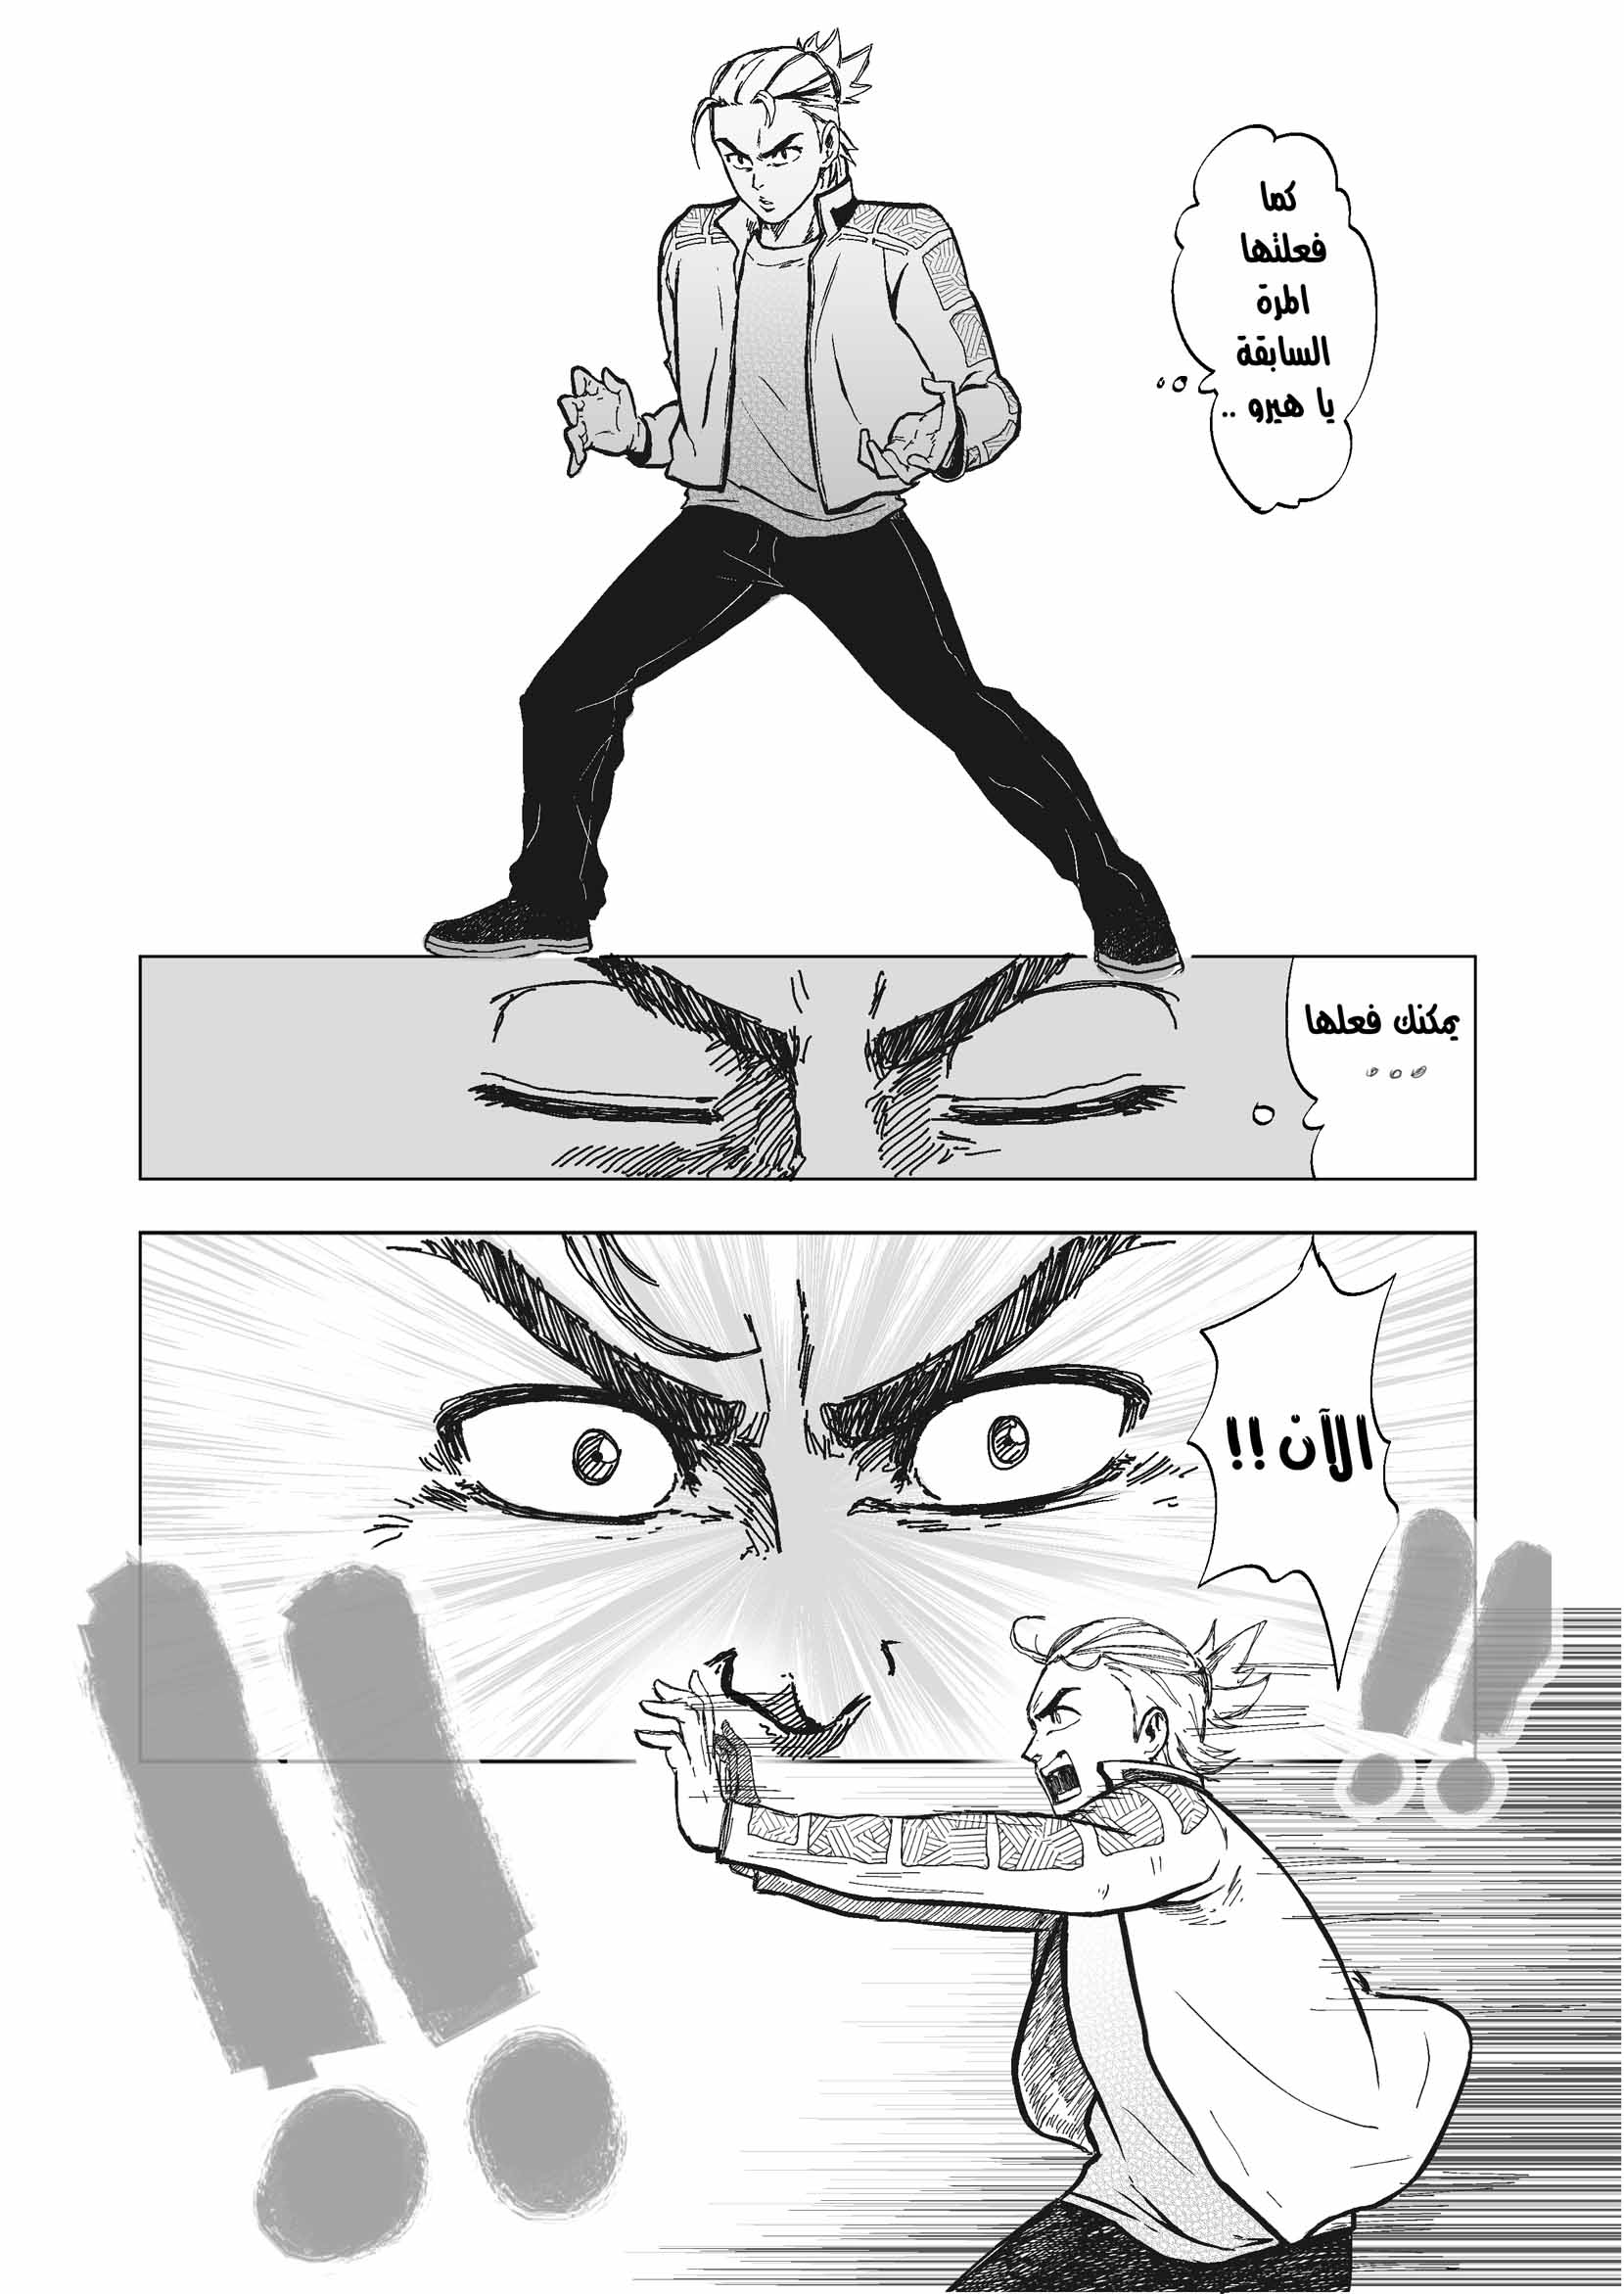 كما
فعلتها
المرة
السابقة
يا هيرو ..
يمكنك فعلها
...
الآن !!
!!
!!